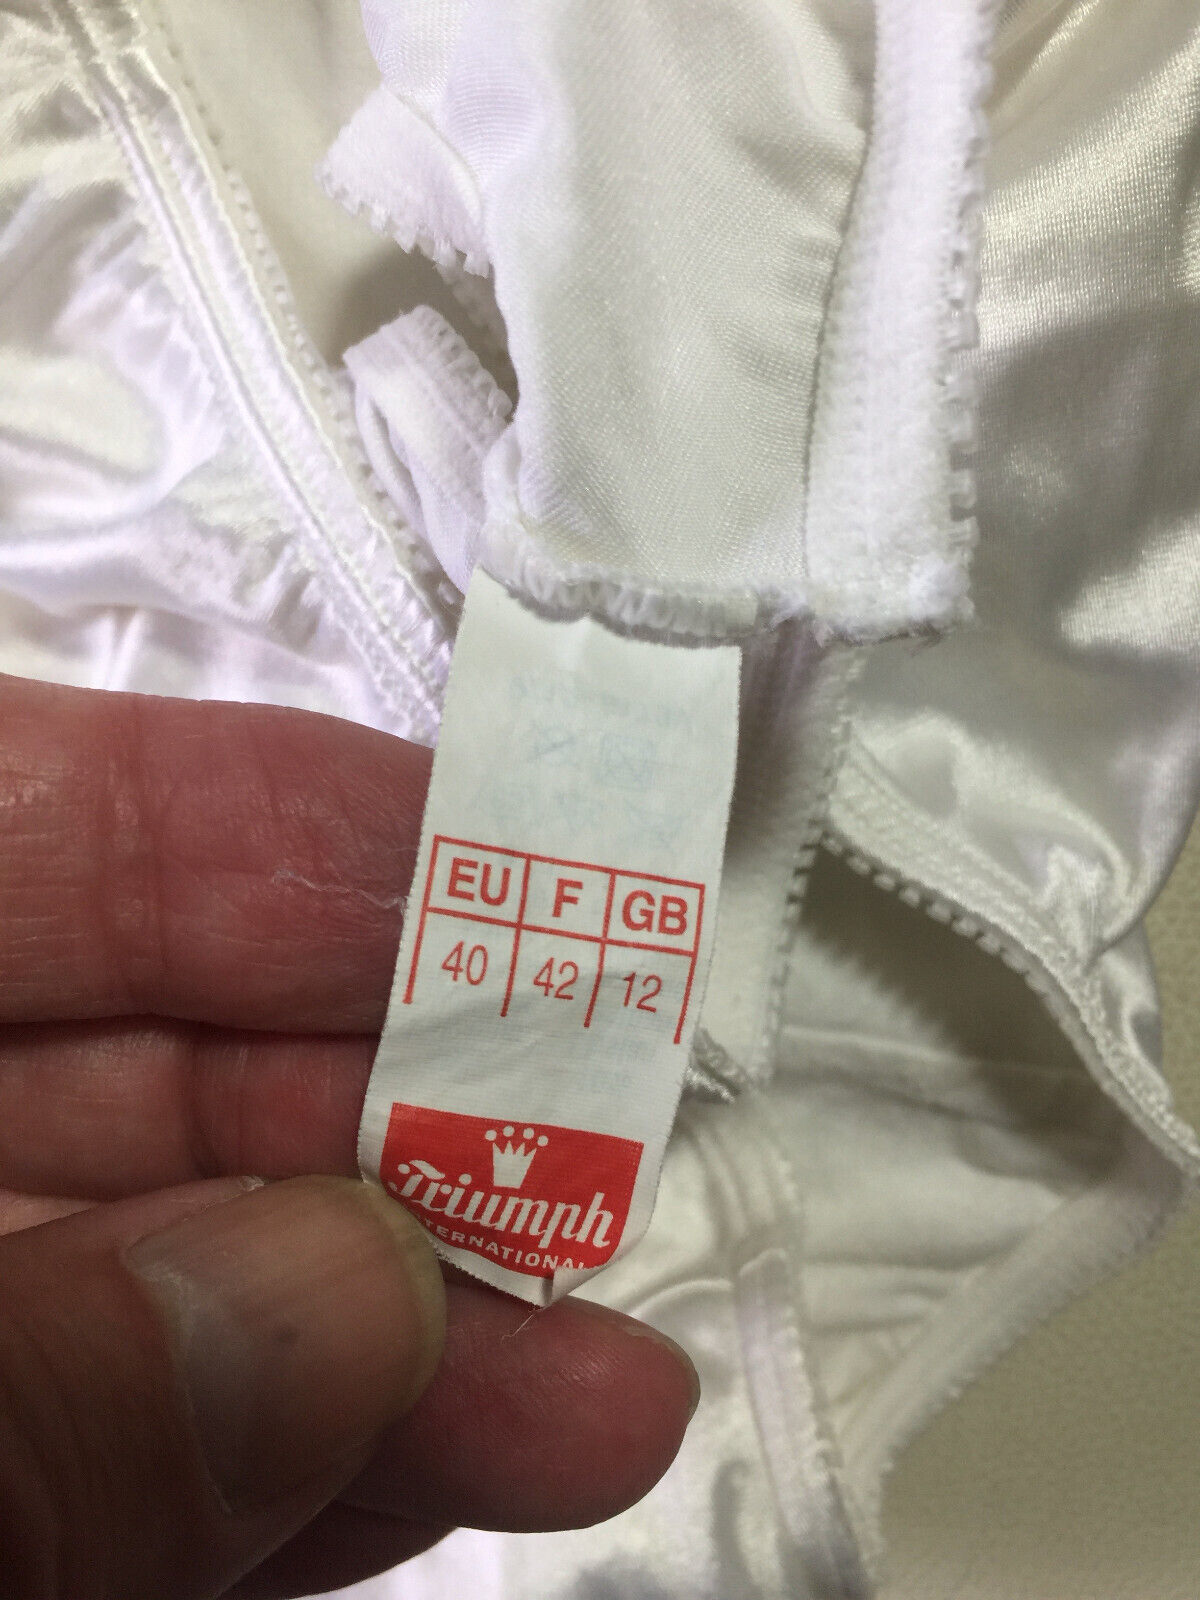 EU F GB
40 42 12
Triumph
INTERNATIONAL